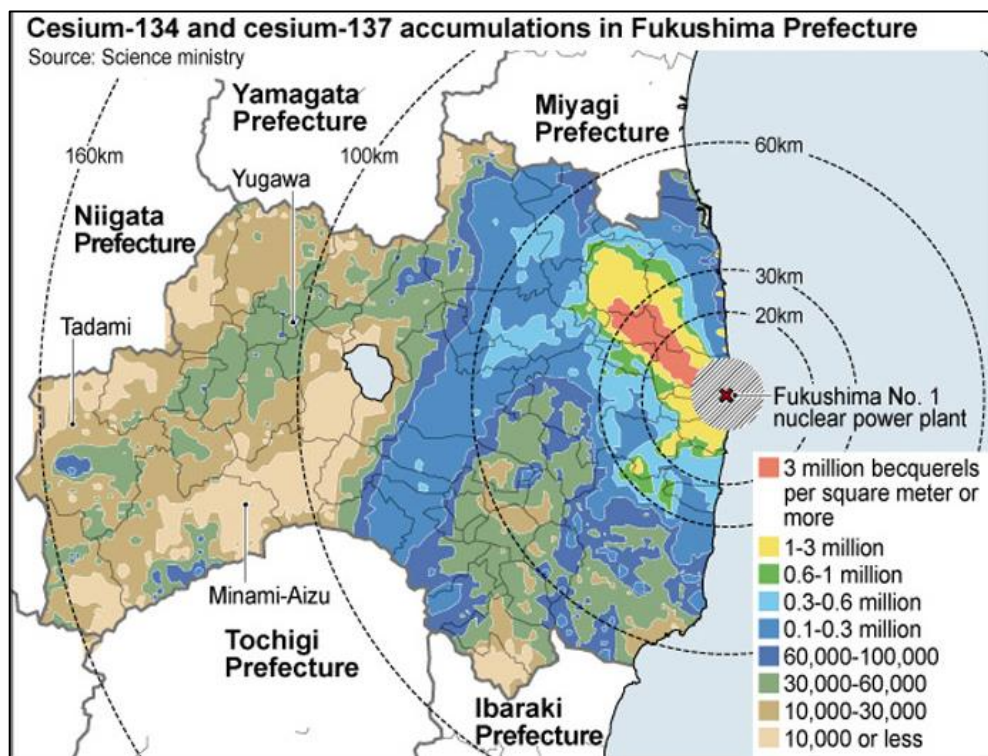 Cesium-134 and cesium-137 accumulations in Fukushima Prefecture
Source: Science ministry
Yamagata
Prefecture
Miyagi
Prefecture
160km
100km
60km
Yugawa
Niigata
Prefecture
30km
20km
Tadami
Fukushima No. 1
nuclear power plant
Minami-Aizu
Tochigi
Prefecture
Ibaraki
Prefecture
3 million becquerels
per square meter or
more
1-3 million
0.6-1 million
0.3-0.6 million
0.1-0.3 million
60,000-100,000
30,000-60,000
10,000-30,000
10,000 or less